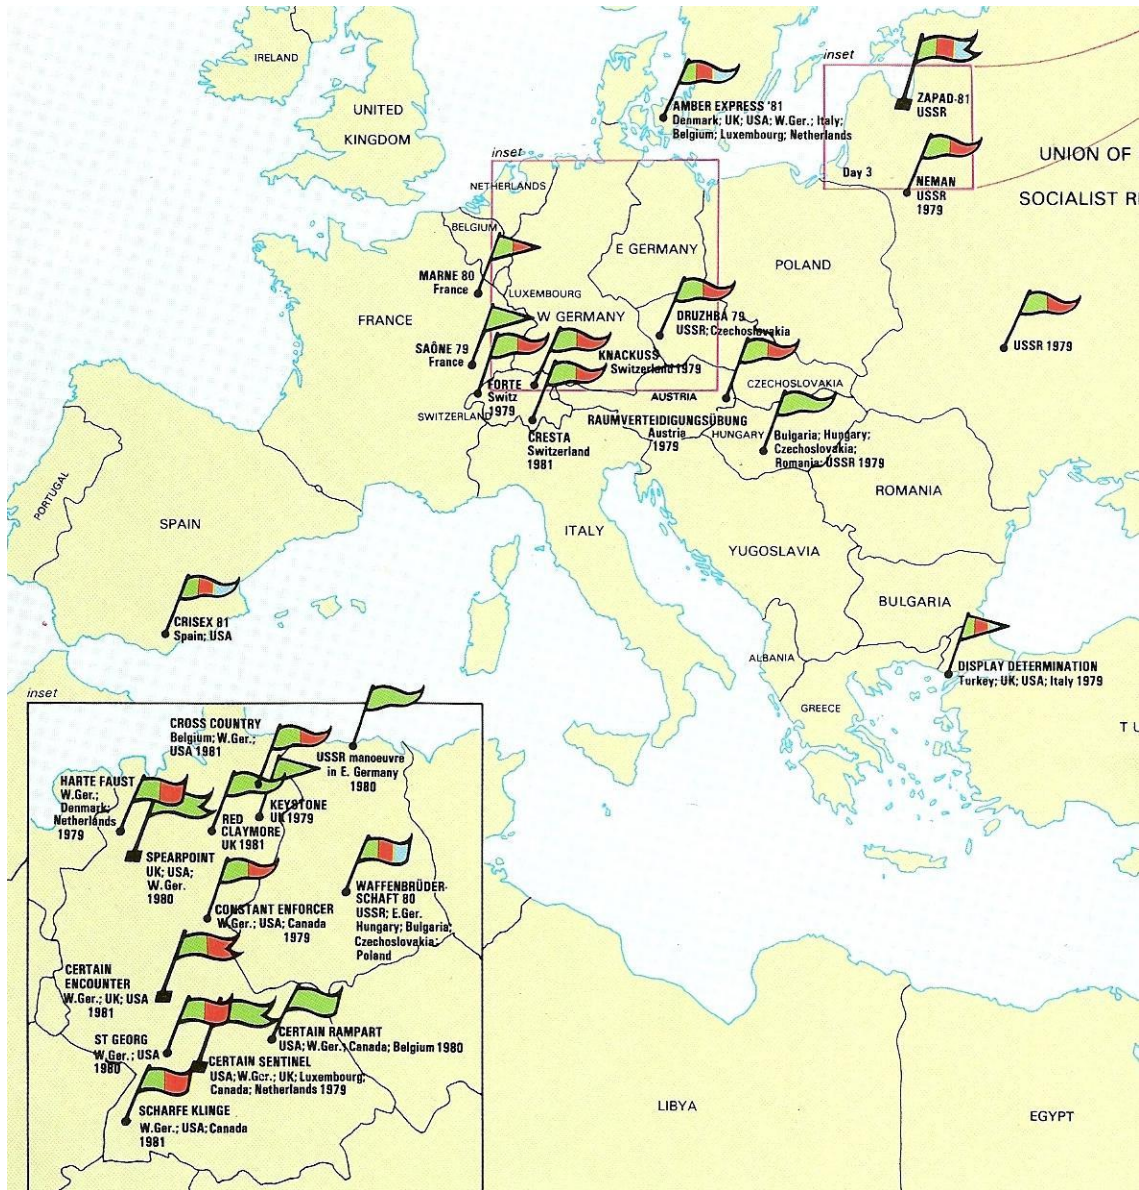 IRELAND
UNITED
KINGDOM
AMBER EXPRESS '81
Denmark; UK; USA; W.Ger.; Italy;
Belgium; Luxembourg; Netherlands
inset
ZAPAD-81
USSR
Day 3
NEMAN
USSR
1979
UNION OF
SOCIALIST R
inset
NETHERLANDS
BELGIUM
E GERMANY
POLAND
MARNE 80
France
LUXEMBOURG
FRANCE
W GERMANY
DRUZHBA 79
USSR; Czechoslovakia
USSR 1979
SAÔNE 79
France
KNACKUSS
Switzerland 1979
FORTE
Switz
1979
SWITZERLAND
CZECHOSLOVAKIA
AUSTRIA
CRESTA
Switzerland
1981
RAUMVERTEIDIGUNGSÜBUNG
Austria
1979
HUNGARY
Bulgaria; Hungary;
Czechoslovakia;
Romania; USSR 1979
PORTUGAL
SPAIN
ITALY
ROMANIA
YUGOSLAVIA
BULGARIA
CRISEX 81
Spain; USA
ALBANIA
DISPLAY DETERMINATION
Turkey; UK; USA; Italy 1979
GREECE
T U
inset
CROSS COUNTRY
Belgium; W.Ger.;
USA 1981
USSR manoeuvre
in E. Germany
1980
HARTE FAUST
W.Ger.;
Denmark;
Netherlands
1979
KEYSTONE
UK 1979
RED
CLAYMORE
UK 1981
SPEARPOINT
UK; USA;
W.Ger.
1980
WAFFENBRÜDER-
SCHAFT 80
USSR; E.Ger.
Hungary; Bulgaria;
Czechoslovakia;
Poland
CONSTANT ENFORCER
W.Ger.; USA; Canada
1979
CERTAIN
ENCOUNTER
W.Ger.; UK; USA
1981
ST GEORG
W.Ger.; USA
1980
CERTAIN RAMPART
USA; W.Ger.; Canada; Belgium 1980
CERTAIN SENTINEL
USA; W.Ger.; UK; Luxembourg;
Canada; Netherlands 1979
SCHARFE KLINGE
W.Ger.; USA; Canada
1981
LIBYA
EGYPT